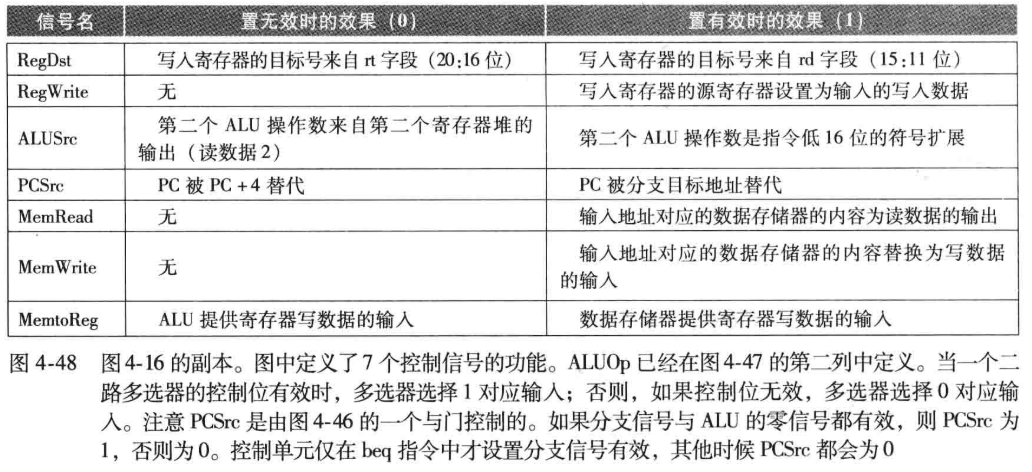 信号名 置无效时的效果（0） 置有效时的效果（1）
RegDst 写入寄存器的目标号来自 rt 字段（20:16 位） 写入寄存器的目标号来自 rd 字段（15:11 位）
RegWrite 无 写入寄存器的源寄存器设置为输入的写入数据
ALUSrc 第二个 ALU 操作数来自第二个寄存器堆的
输出（读数据 2） 第二个 ALU 操作数是指令低 16 位的符号扩展
PCSrc PC 被 PC +4 替代 PC 被分支目标地址替代
MemRead 无 输入地址对应的数据存储器的内容为读数据的输出
MemWrite 无 输入地址对应的数据存储器的内容替换为写数据
的输入
MemtoReg ALU 提供寄存器写数据的输入 数据存储器提供寄存器写数据的输入
图 4-48 图 4-16 的副本。图中定义了 7 个控制信号的功能。ALUOp 已经在图 4-47 的第二列中定义。当一个二
路多选器的控制位有效时，多选器选择 1 对应输入；否则，如果控制位无效，多选器选择 0 对应输
入。注意 PCSrc 是由图 4-46 的一个与门控制的。如果分支信号与 ALU 的零信号都有效，则 PCSrc 为
1，否则为 0。控制单元仅在 beq 指令中才设置分支信号有效，其他时候 PCSrc 都会为 0